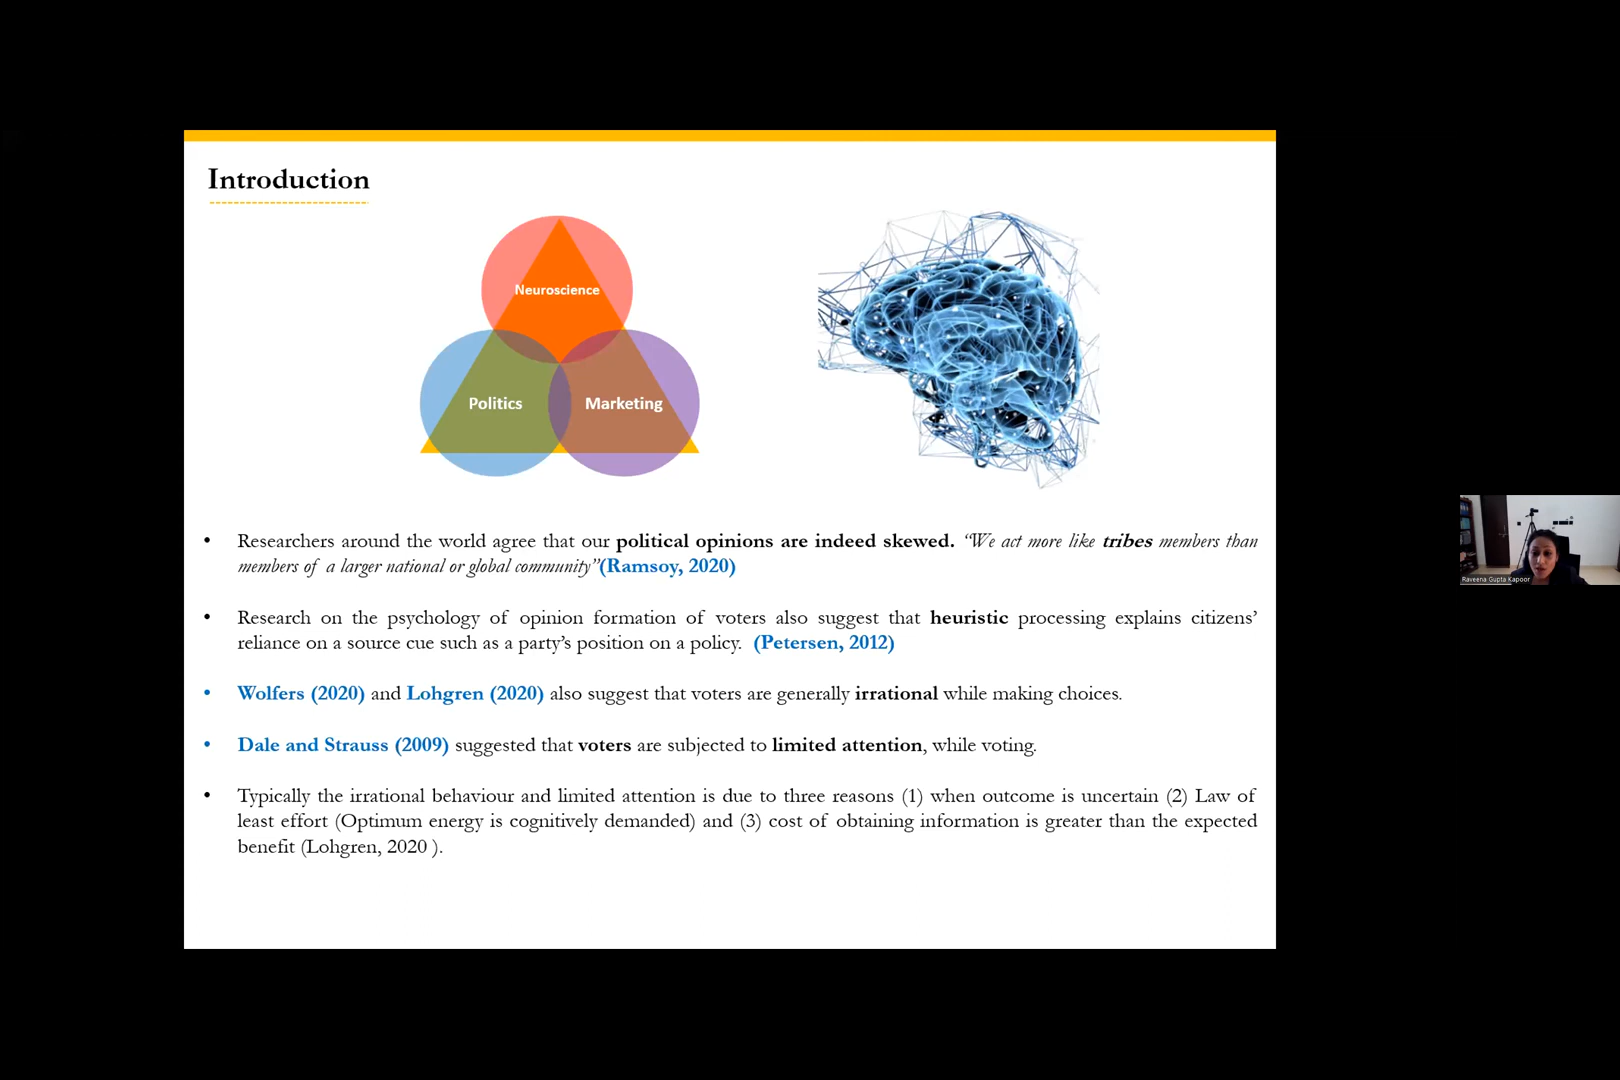 Introduction
Neuroscience
Politics
Marketing
• Researchers around the world agree that our political opinions are indeed skewed. “We act more like tribes members than
members of a larger national or global community”(Ramsoy, 2020)
• Research on the psychology of opinion formation of voters also suggest that heuristic processing explains citizens’
reliance on a source cue such as a party’s position on a policy. (Petersen, 2012)
• Wolfers (2020) and Lohgren (2020) also suggest that voters are generally irrational while making choices.
• Dale and Strauss (2009) suggested that voters are subjected to limited attention, while voting.
• Typically the irrational behaviour and limited attention is due to three reasons (1) when outcome is uncertain (2) Law of
least effort (Optimum energy is cognitively demanded) and (3) cost of obtaining information is greater than the expected
benefit (Lohgren, 2020 ).
Raveena Gupta Kapoor